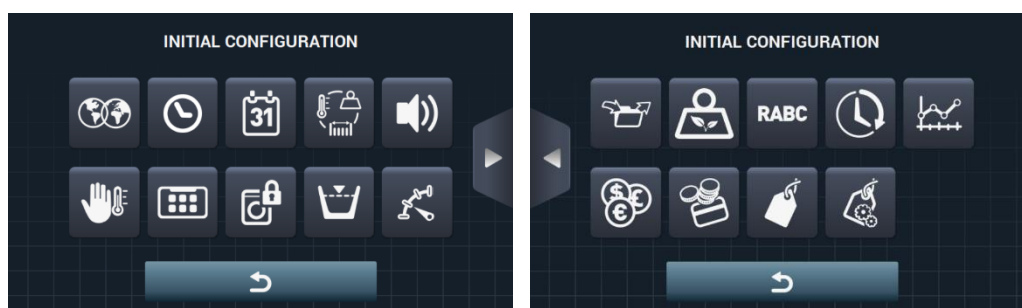 INITIAL CONFIGURATION
31
INITIAL CONFIGURATION
RABC
$
€
€